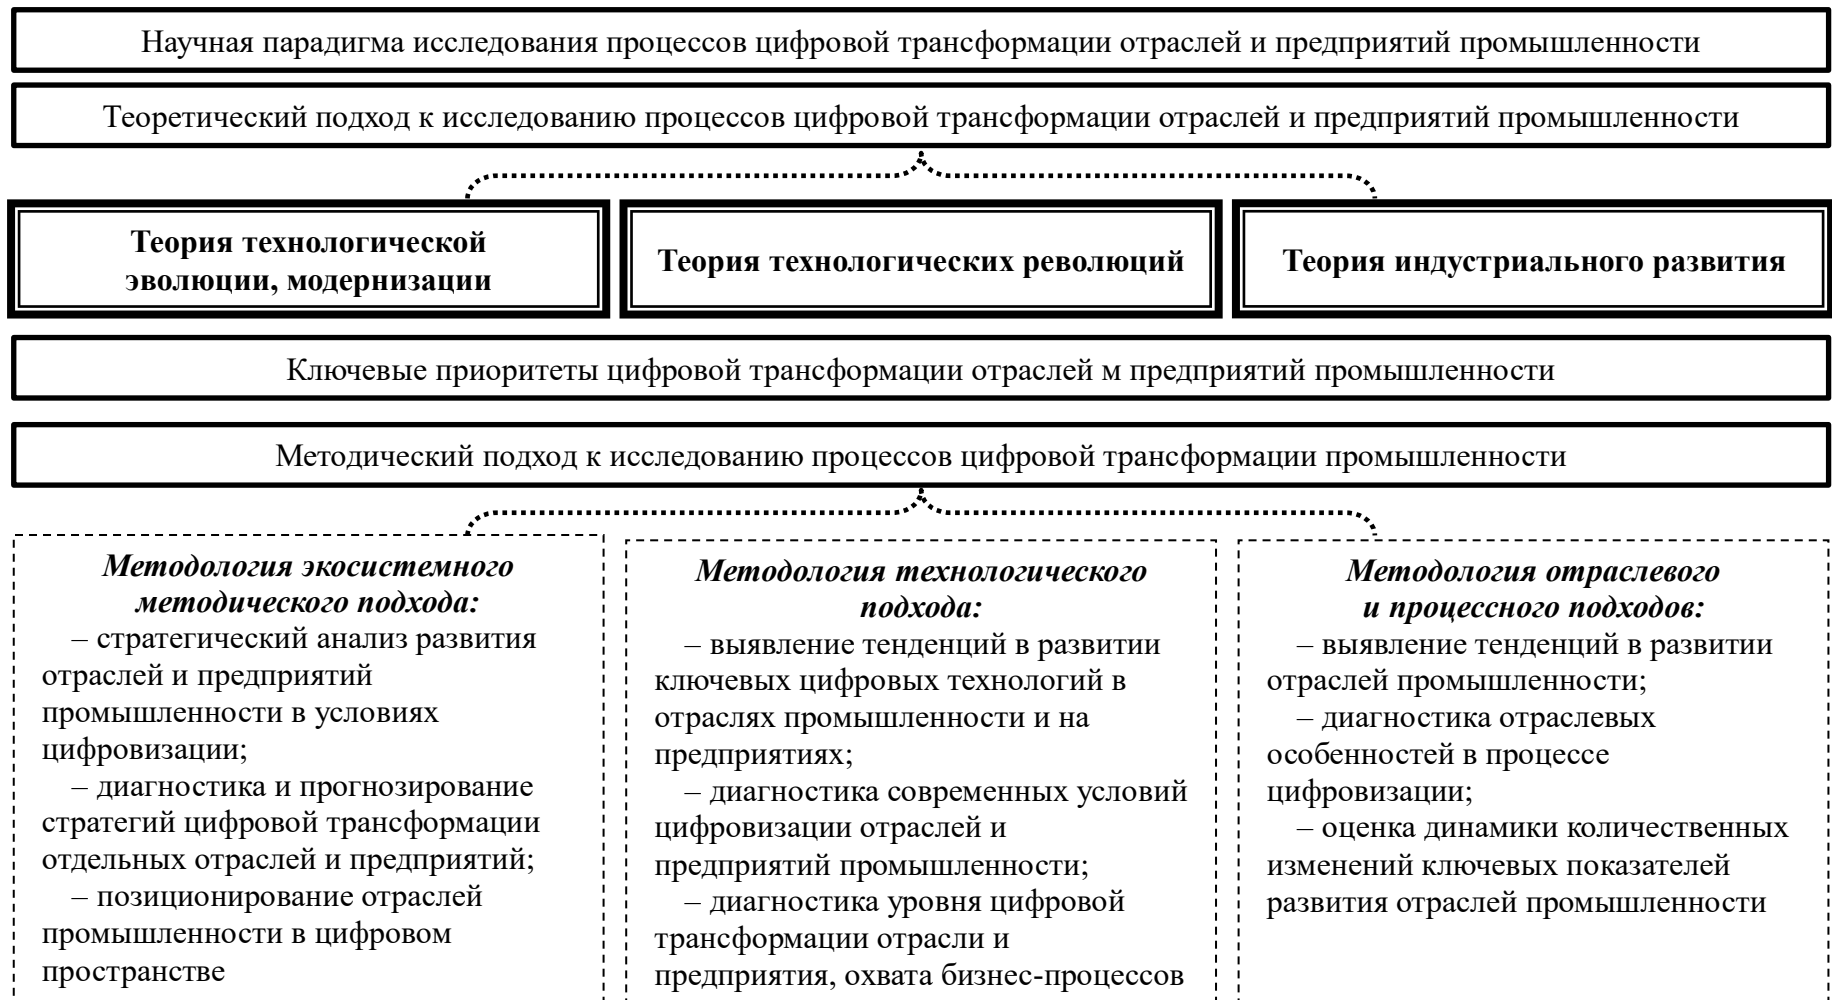 Научная парадигма исследования процессов цифровой трансформации отраслей и предприятий промышленности
Теоретический подход к исследованию процессов цифровой трансформации отраслей и предприятий промышленности
Теория технологической
эволюции, модернизации
Теория технологических революций
Теория индустриального развития
Ключевые приоритеты цифровой трансформации отраслей м предприятий промышленности
Методический подход к исследованию процессов цифровой трансформации промышленности
Методология экосистемного
методического подхода:
– стратегический анализ развития
отраслей и предприятий
промышленности в условиях
цифровизации;
– диагностика и прогнозирование
стратегий цифровой трансформации
отдельных отраслей и предприятий;
– позиционирование отраслей
промышленности в цифровом
пространстве
Методология технологического
подхода:
– выявление тенденций в развитии
ключевых цифровых технологий в
отраслях промышленности и на
предприятиях;
– диагностика современных условий
цифровизации отраслей и
предприятий промышленности;
– диагностика уровня цифровой
трансформации отрасли и
предприятия, охвата бизнес-процессов
Методология отраслевого
и процессного подходов:
– выявление тенденций в развитии
отраслей промышленности;
– диагностика отраслевых
особенностей в процессе
цифровизации;
– оценка динамики количественных
изменений ключевых показателей
развития отраслей промышленности